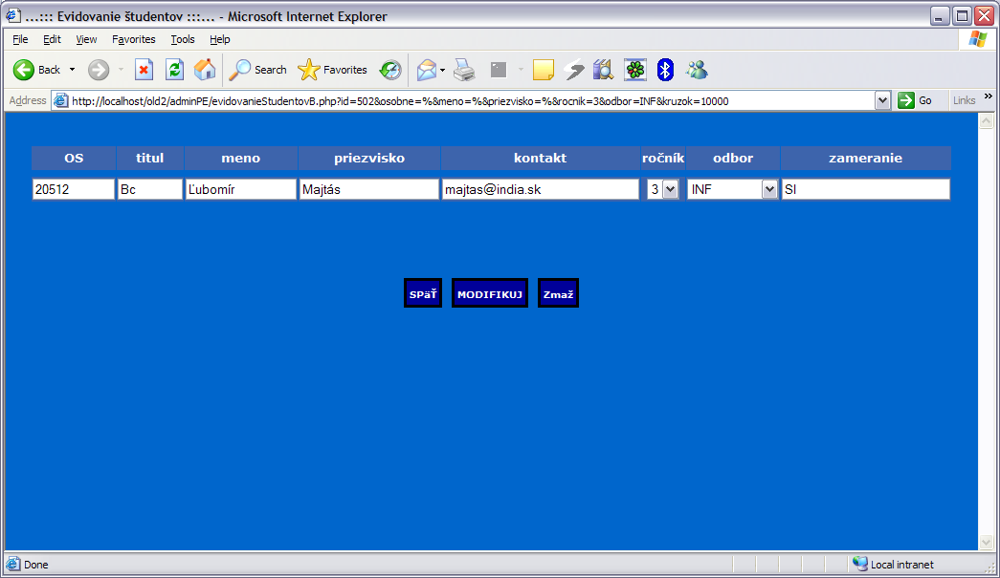 ...::: Evidovanie študentov :::... - Microsoft Internet Explorer
File Edit View Favorites Tools Help
Back Search Favorites
Address http://localhost/old2/adminPE/evidovanieStudentovB.php?id=502&osobne=%&meno=%&priezvisko=%&rocnik=3&odbor=INF&kruzok=10000 Go Links »
OS titul meno priezvisko kontakt ročník odbor zameranie
20512 Bc Ľubomír Majtás majtas@india.sk 3 INF SI
SPäŤ MODIFIKUJ Zmaž
Done Local intranet